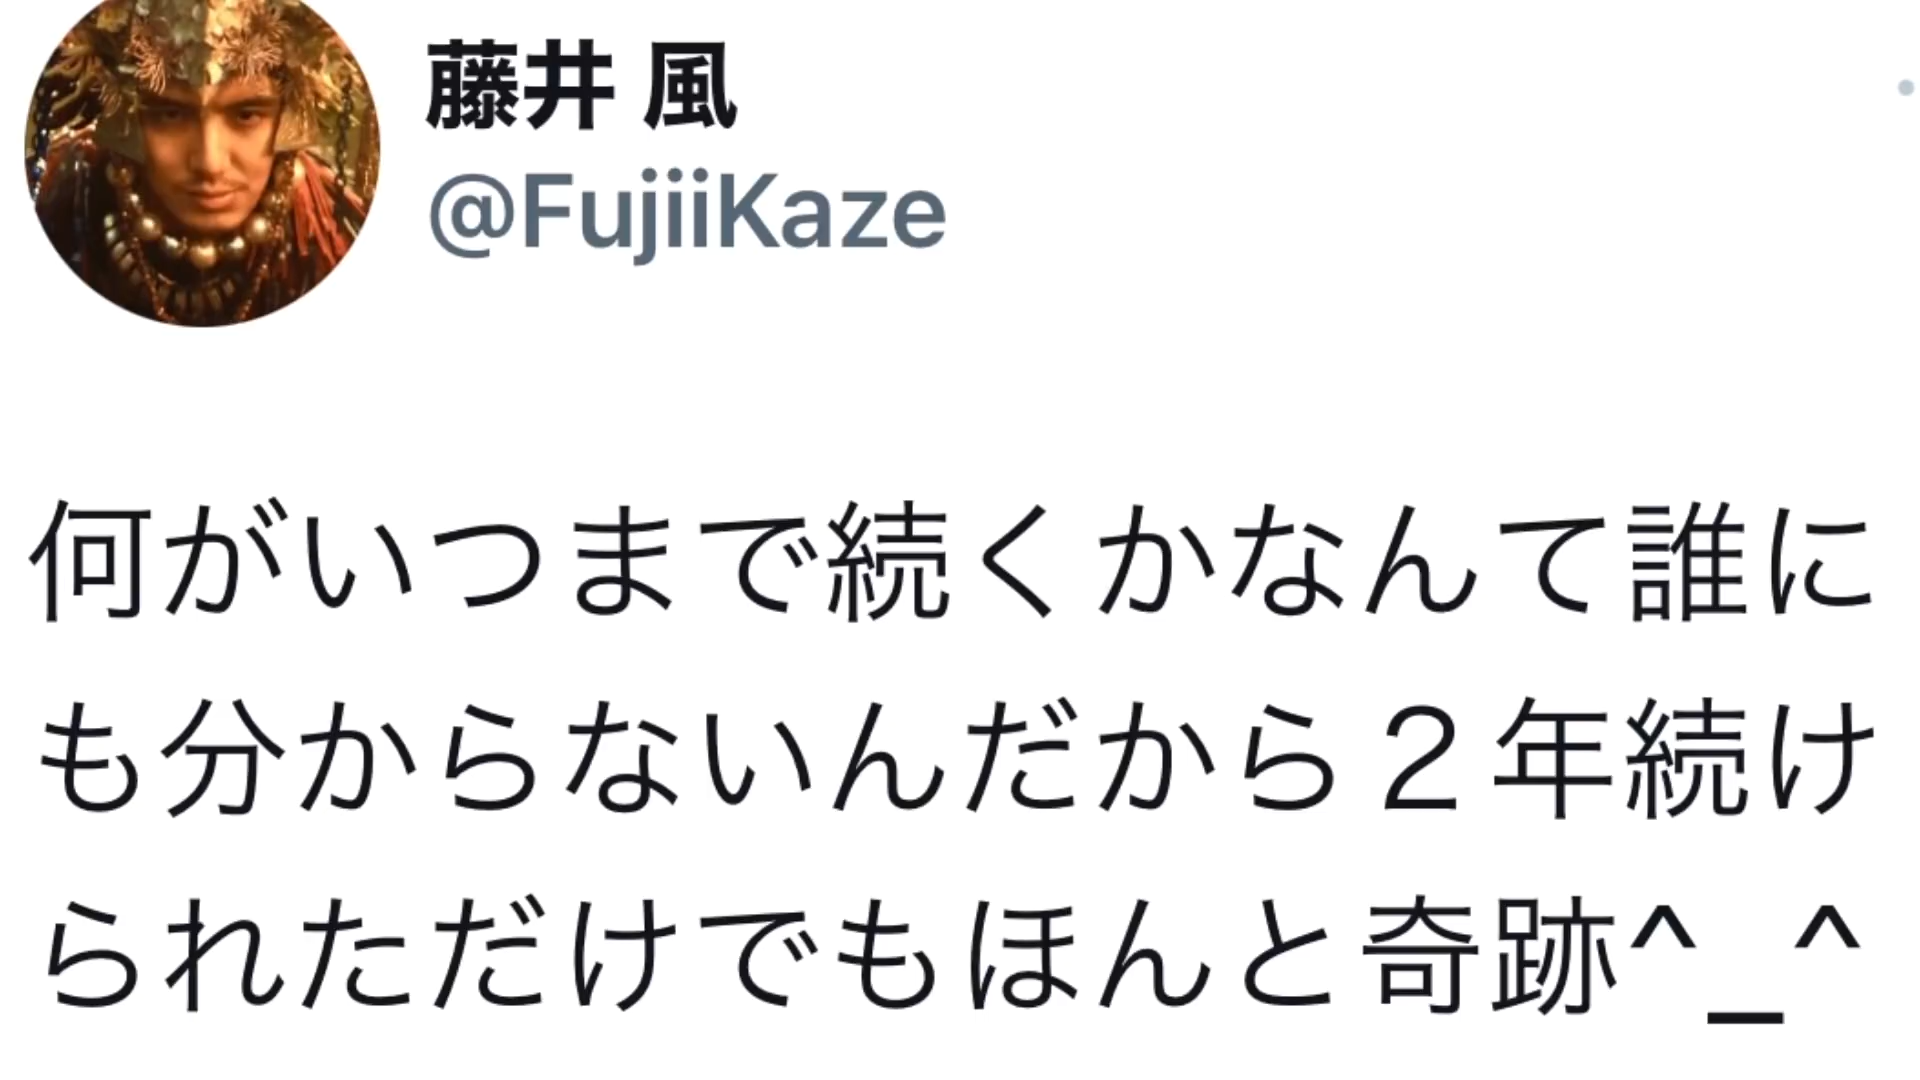 藤井 風
@FujiiKaze
何がいつまで続くかなんて誰に
も分からないんだから２年続け
られただけでもほんと奇跡^_^